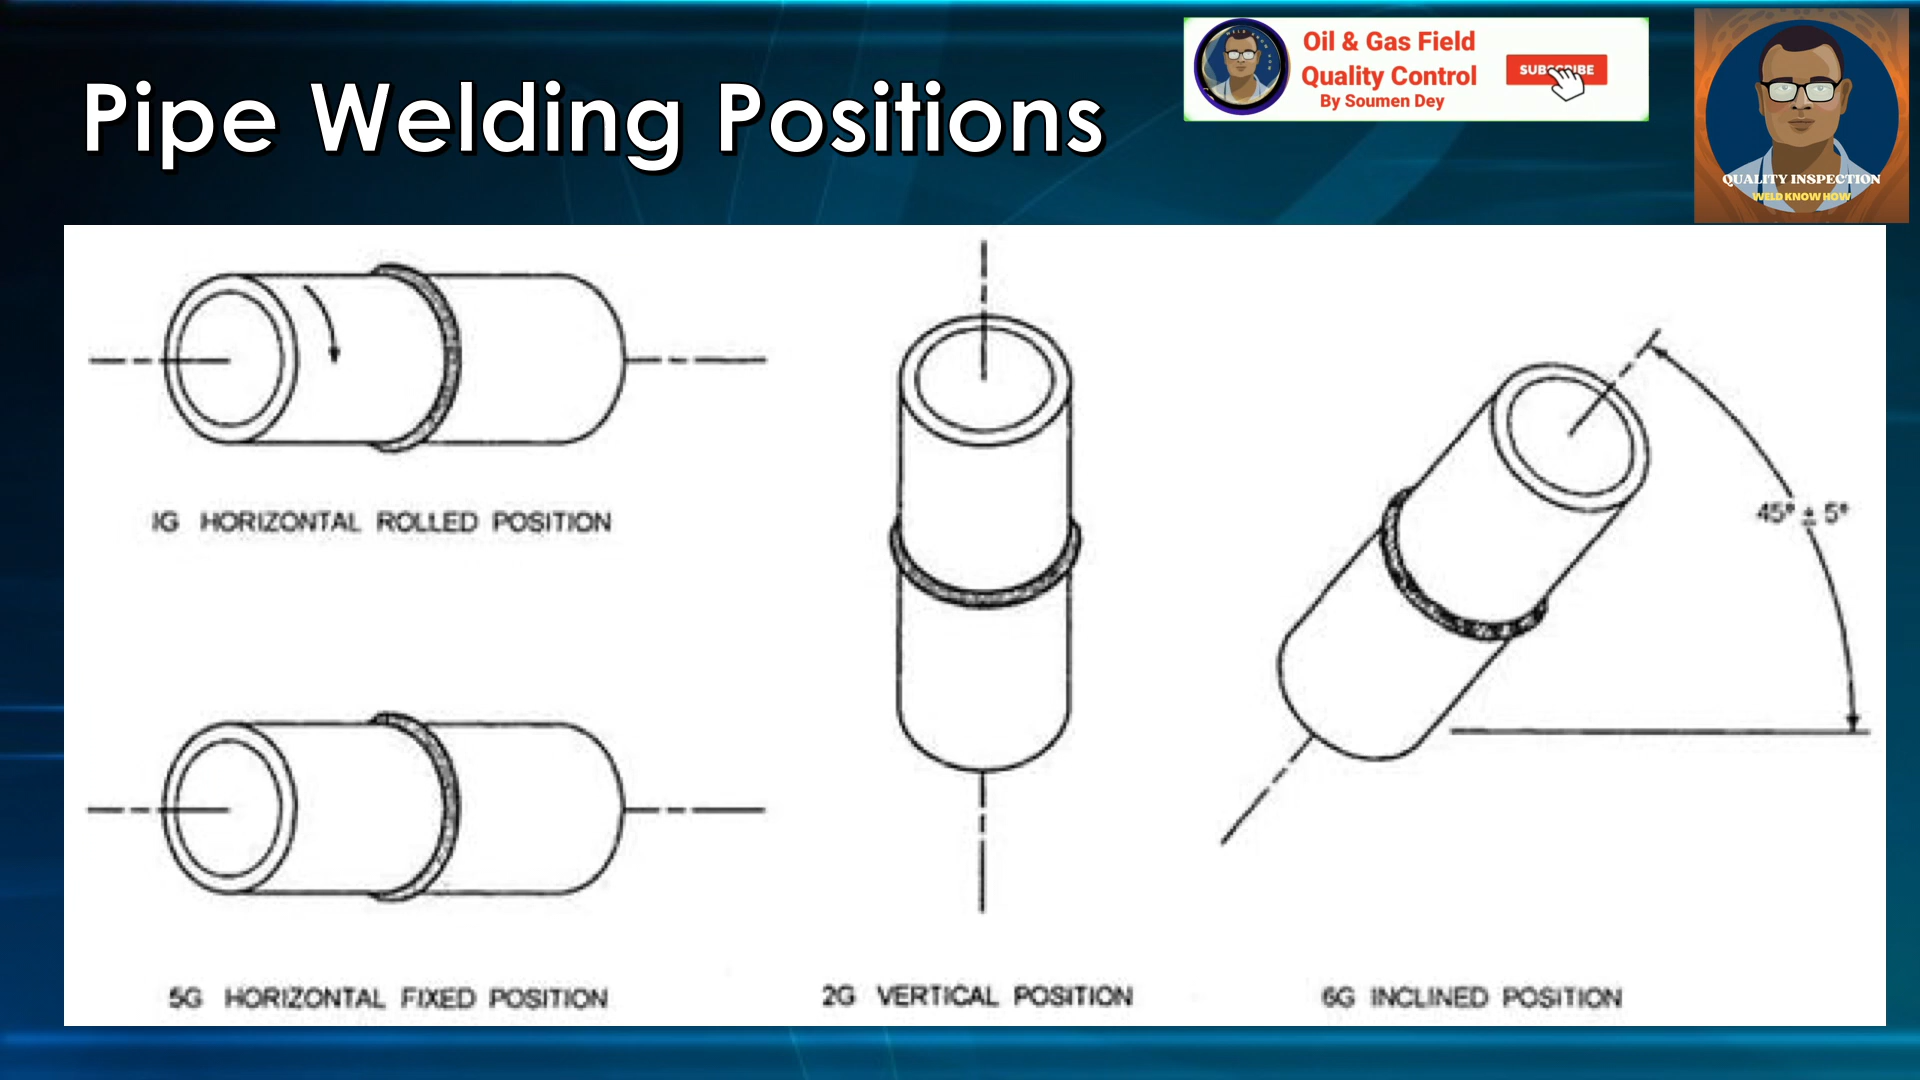 Pipe Welding Positions
Oil & Gas Field
Quality Control
By Soumen Dey
SUBSCRIBE
QUALITY INSPECTION
WELD KNOW HOW
1G HORIZONTAL ROLLED POSITION
45° ± 5°
5G HORIZONTAL FIXED POSITION
2G VERTICAL POSITION
6G INCLINED POSITION